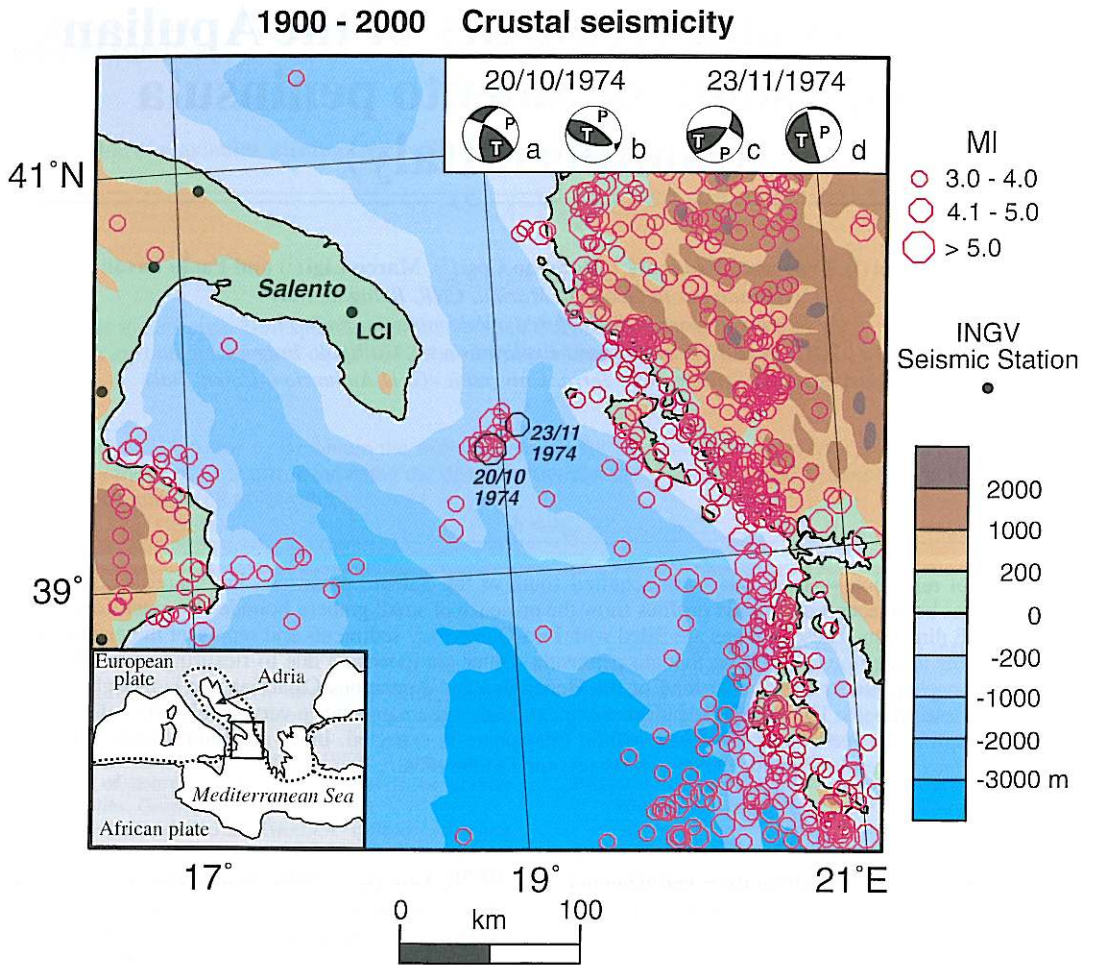 1900 - 2000 Crustal seismicity
20/10/1974 23/11/1974
P T a
T P b
T P c
P T d
41°N
Salento
LCI
23/11
1974
20/10
1974
39°
European
plate
Adria
Mediterranean Sea
African plate
17° 19° 21°E
0 100
km
Ml
3.0 - 4.0
4.1 - 5.0
> 5.0
INGV
Seismic Station
2000
1000
200
0
-200
-1000
-2000
-3000 m